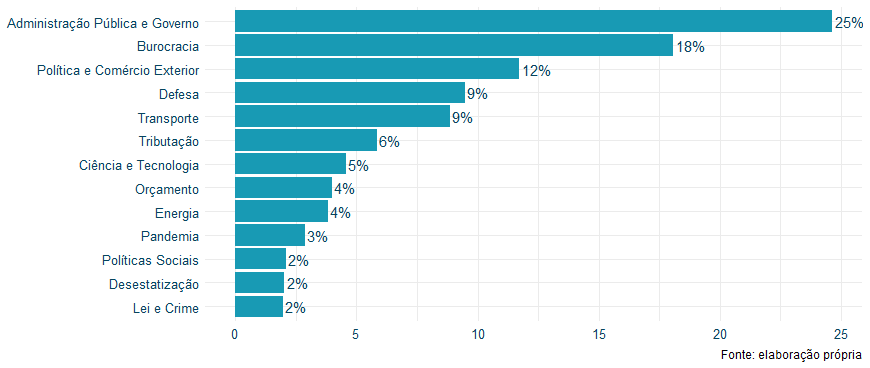 Administração Pública e Governo 25%
Burocracia 18%
Política e Comércio Exterior 12%
Defesa 9%
Transporte 9%
Tributação 6%
Ciência e Tecnologia 5%
Orçamento 4%
Energia 4%
Pandemia 3%
Políticas Sociais 2%
Desestatização 2%
Lei e Crime 2%
0 5 10 15 20 25
Fonte: elaboração própria